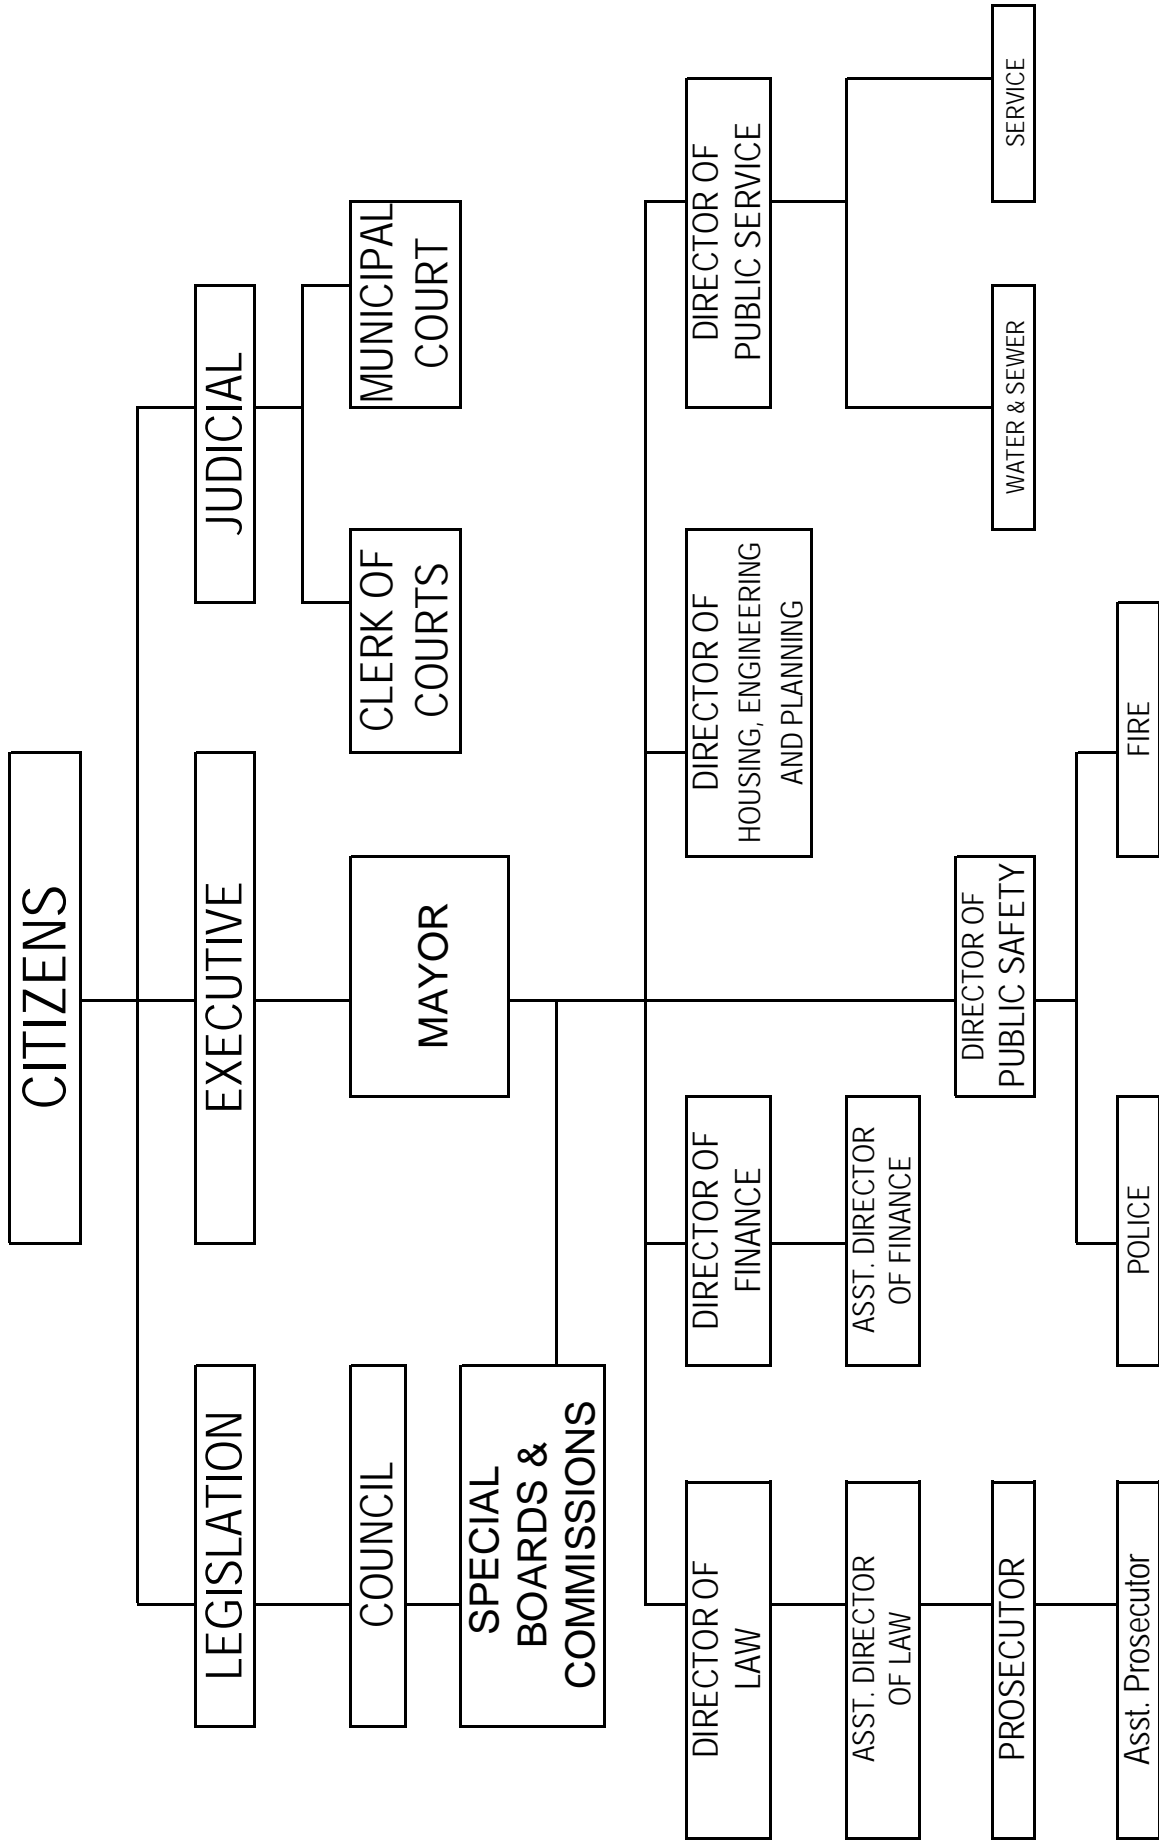 CITIZENS
LEGISLATION
EXECUTIVE
JUDICIAL
COUNCIL
MAYOR
CLERK OF
COURTS
MUNICIPAL
COURT
SPECIAL
BOARDS &
COMMISSIONS
DIRECTOR OF
LAW
DIRECTOR OF
FINANCE
DIRECTOR OF
HOUSING, ENGINEERING
AND PLANNING
DIRECTOR OF
PUBLIC SERVICE
ASST. DIRECTOR
OF LAW
ASST. DIRECTOR
OF FINANCE
DIRECTOR OF
PUBLIC SAFETY
PROSECUTOR
WATER & SEWER
SERVICE
Asst. Prosecutor
POLICE
FIRE